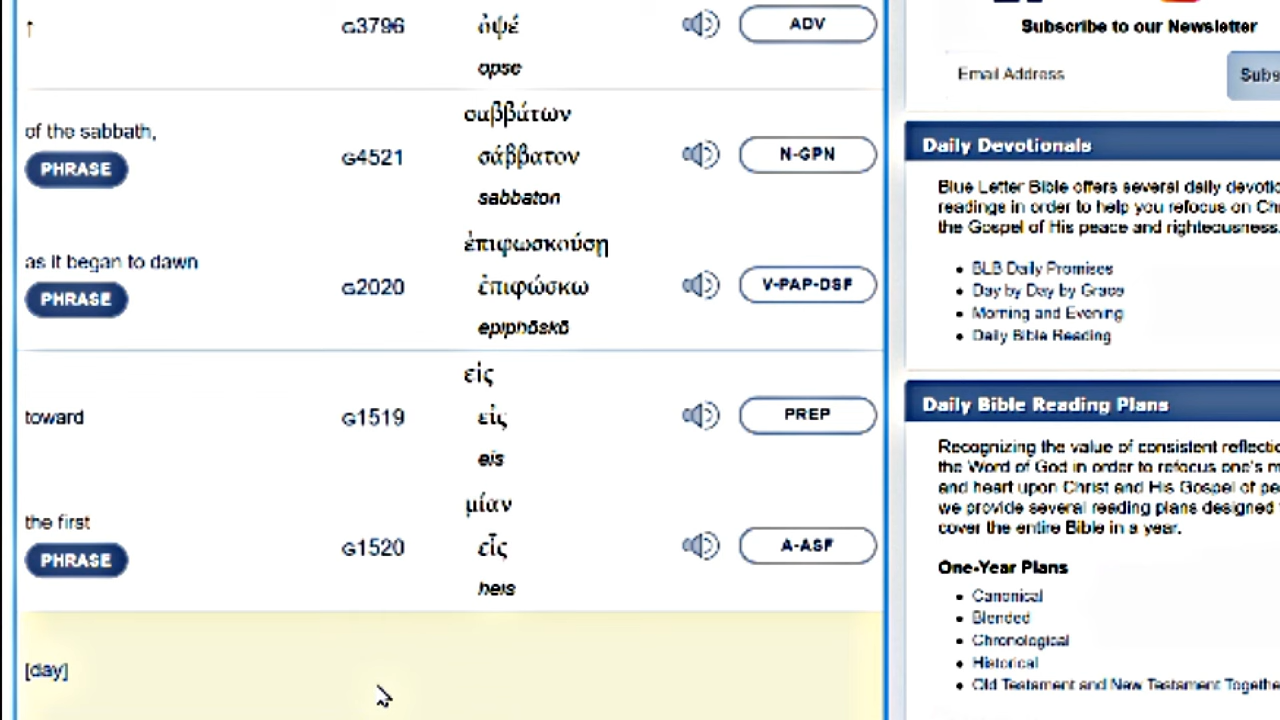 ↑ G3796 ὀψέ ADV
opse
σαββάτων
of the sabbath,
PHRASE G4521 σάββατον N-GPN
sabbaton
ἐπιφωσκούσῃ
as it began to dawn
PHRASE G2020 ἐπιφώσκω V-PAP-DSF
epiphōskō
εἰς
toward G1519 εἰς PREP
eis
μίαν
the first
PHRASE G1520 εἷς A-ASF
heis
[day]
Subscribe to our Newsletter
Email Address Subs
Daily Devotionals
Blue Letter Bible offers several daily devotio
readings in order to help you refocus on Chr
the Gospel of His peace and righteousness.
• BLB Daily Promises
• Day by Day by Grace
• Morning and Evening
• Daily Bible Reading
Daily Bible Reading Plans
Recognizing the value of consistent reflectio
the Word of God in order to refocus one's m
and heart upon Christ and His Gospel of pe
we provide several reading plans designed
cover the entire Bible in a year.
One-Year Plans
• Canonical
• Blended
• Chronological
• Historical
• Old Testament and New Testament Togethe